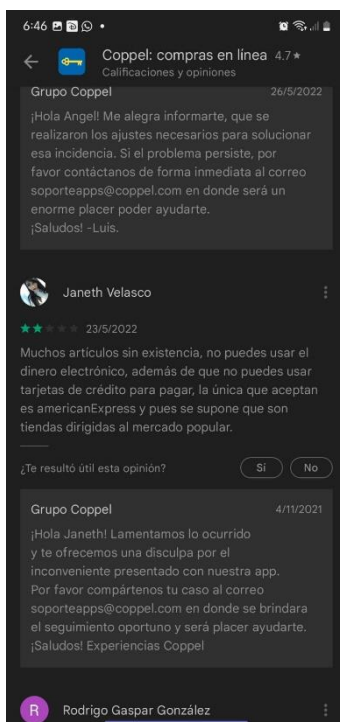 6:46
Coppel: compras en línea 4.7★
Calificaciones y opiniones
Grupo Coppel 26/5/2022
¡Hola Angel! Me alegra informarte, que se
realizaron los ajustes necesarios para solucionar
esa incidencia. Si el problema persiste, por
favor contáctanos de forma inmediata al correo
soporteapps@coppel.com en donde será un
enorme placer poder ayudarte.
¡Saludos! -Luis.
Janeth Velasco
23/5/2022
Muchos artículos sin existencia, no puedes usar el
dinero electrónico, además de que no puedes usar
tarjetas de crédito para pagar, la única que aceptan
es americanExpress y pues se supone que son
tiendas dirigidas al mercado popular.
¿Te resultó útil esta opinión? Sí No
Grupo Coppel 4/11/2021
¡Hola Janeth! Lamentamos lo ocurrido
y te ofrecemos una disculpa por el
inconveniente presentado con nuestra app.
Por favor compártenos tu caso al correo
soporteapps@coppel.com en donde se brindara
el seguimiento oportuno y será placer ayudarte.
¡Saludos! Experiencias Coppel
R Rodrigo Gaspar González